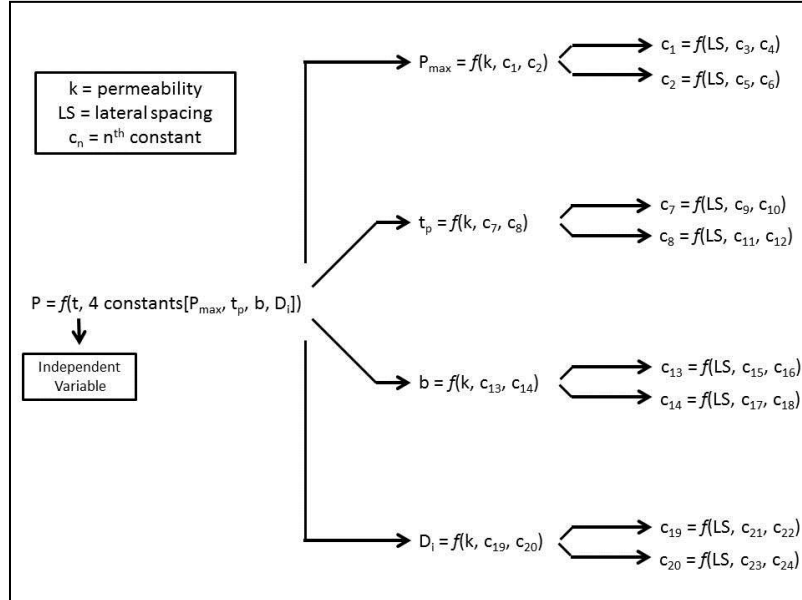 k = permeability
LS = lateral spacing
cₙ = nᵗʰ constant
P = f(t, 4 constants[Pₘₐₓ, tₚ, b, Dᵢ])
Independent
Variable
Pₘₐₓ = f(k, c₁, c₂)
c₁ = f(LS, c₃, c₄)
c₂ = f(LS, c₅, c₆)
tₚ = f(k, c₇, c₈)
c₇ = f(LS, c₉, c₁₀)
c₈ = f(LS, c₁₁, c₁₂)
b = f(k, c₁₃, c₁₄)
c₁₃ = f(LS, c₁₅, c₁₆)
c₁₄ = f(LS, c₁₇, c₁₈)
Dᵢ = f(k, c₁₉, c₂₀)
c₁₉ = f(LS, c₂₁, c₂₂)
c₂₀ = f(LS, c₂₃, c₂₄)